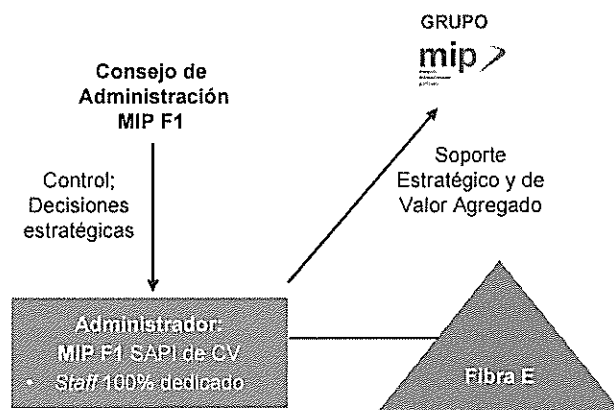 GRUPO
mip
Consejo de
Administración
MIP F1
Control;
Decisiones
estratégicas
Soporte
Estratégico y de
Valor Agregado
Administrador:
MIP F1 SAPI de CV
• Staff 100% dedicado
Fibra E